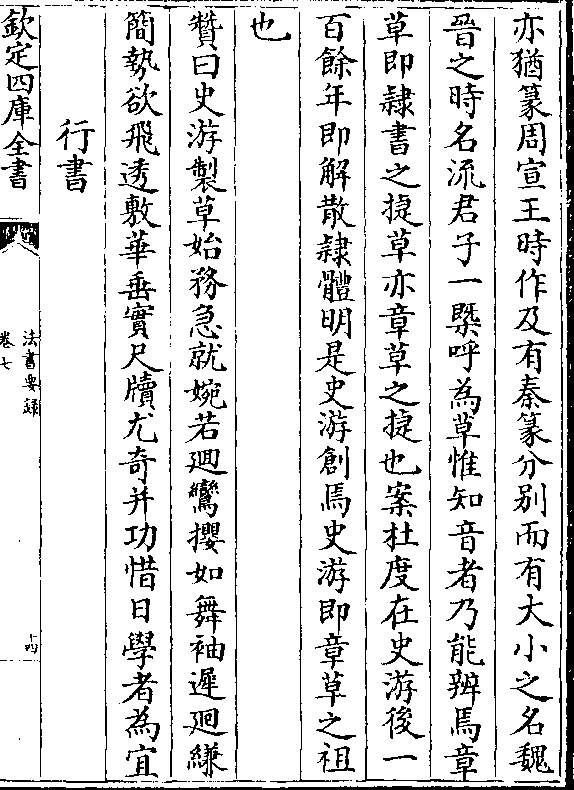 亦猶篆周宣王時作及有秦篆分別而有大小之名魏
晉之時名流君子一槩呼為草惟知音者乃能辨焉章
草即隷書之捷草亦章草之捷也案杜度在史游後一
百餘年即解散隷體明是史游創焉史游即章草之祖
也
贊曰史游製草始務急就婉若廻鸞攖如舞袖遲廻縑
簡勢欲飛透敷華垂實尺牘尤奇并功惜日學者為宜
行書
欽定四庫全書
法書要錄
卷七
十四